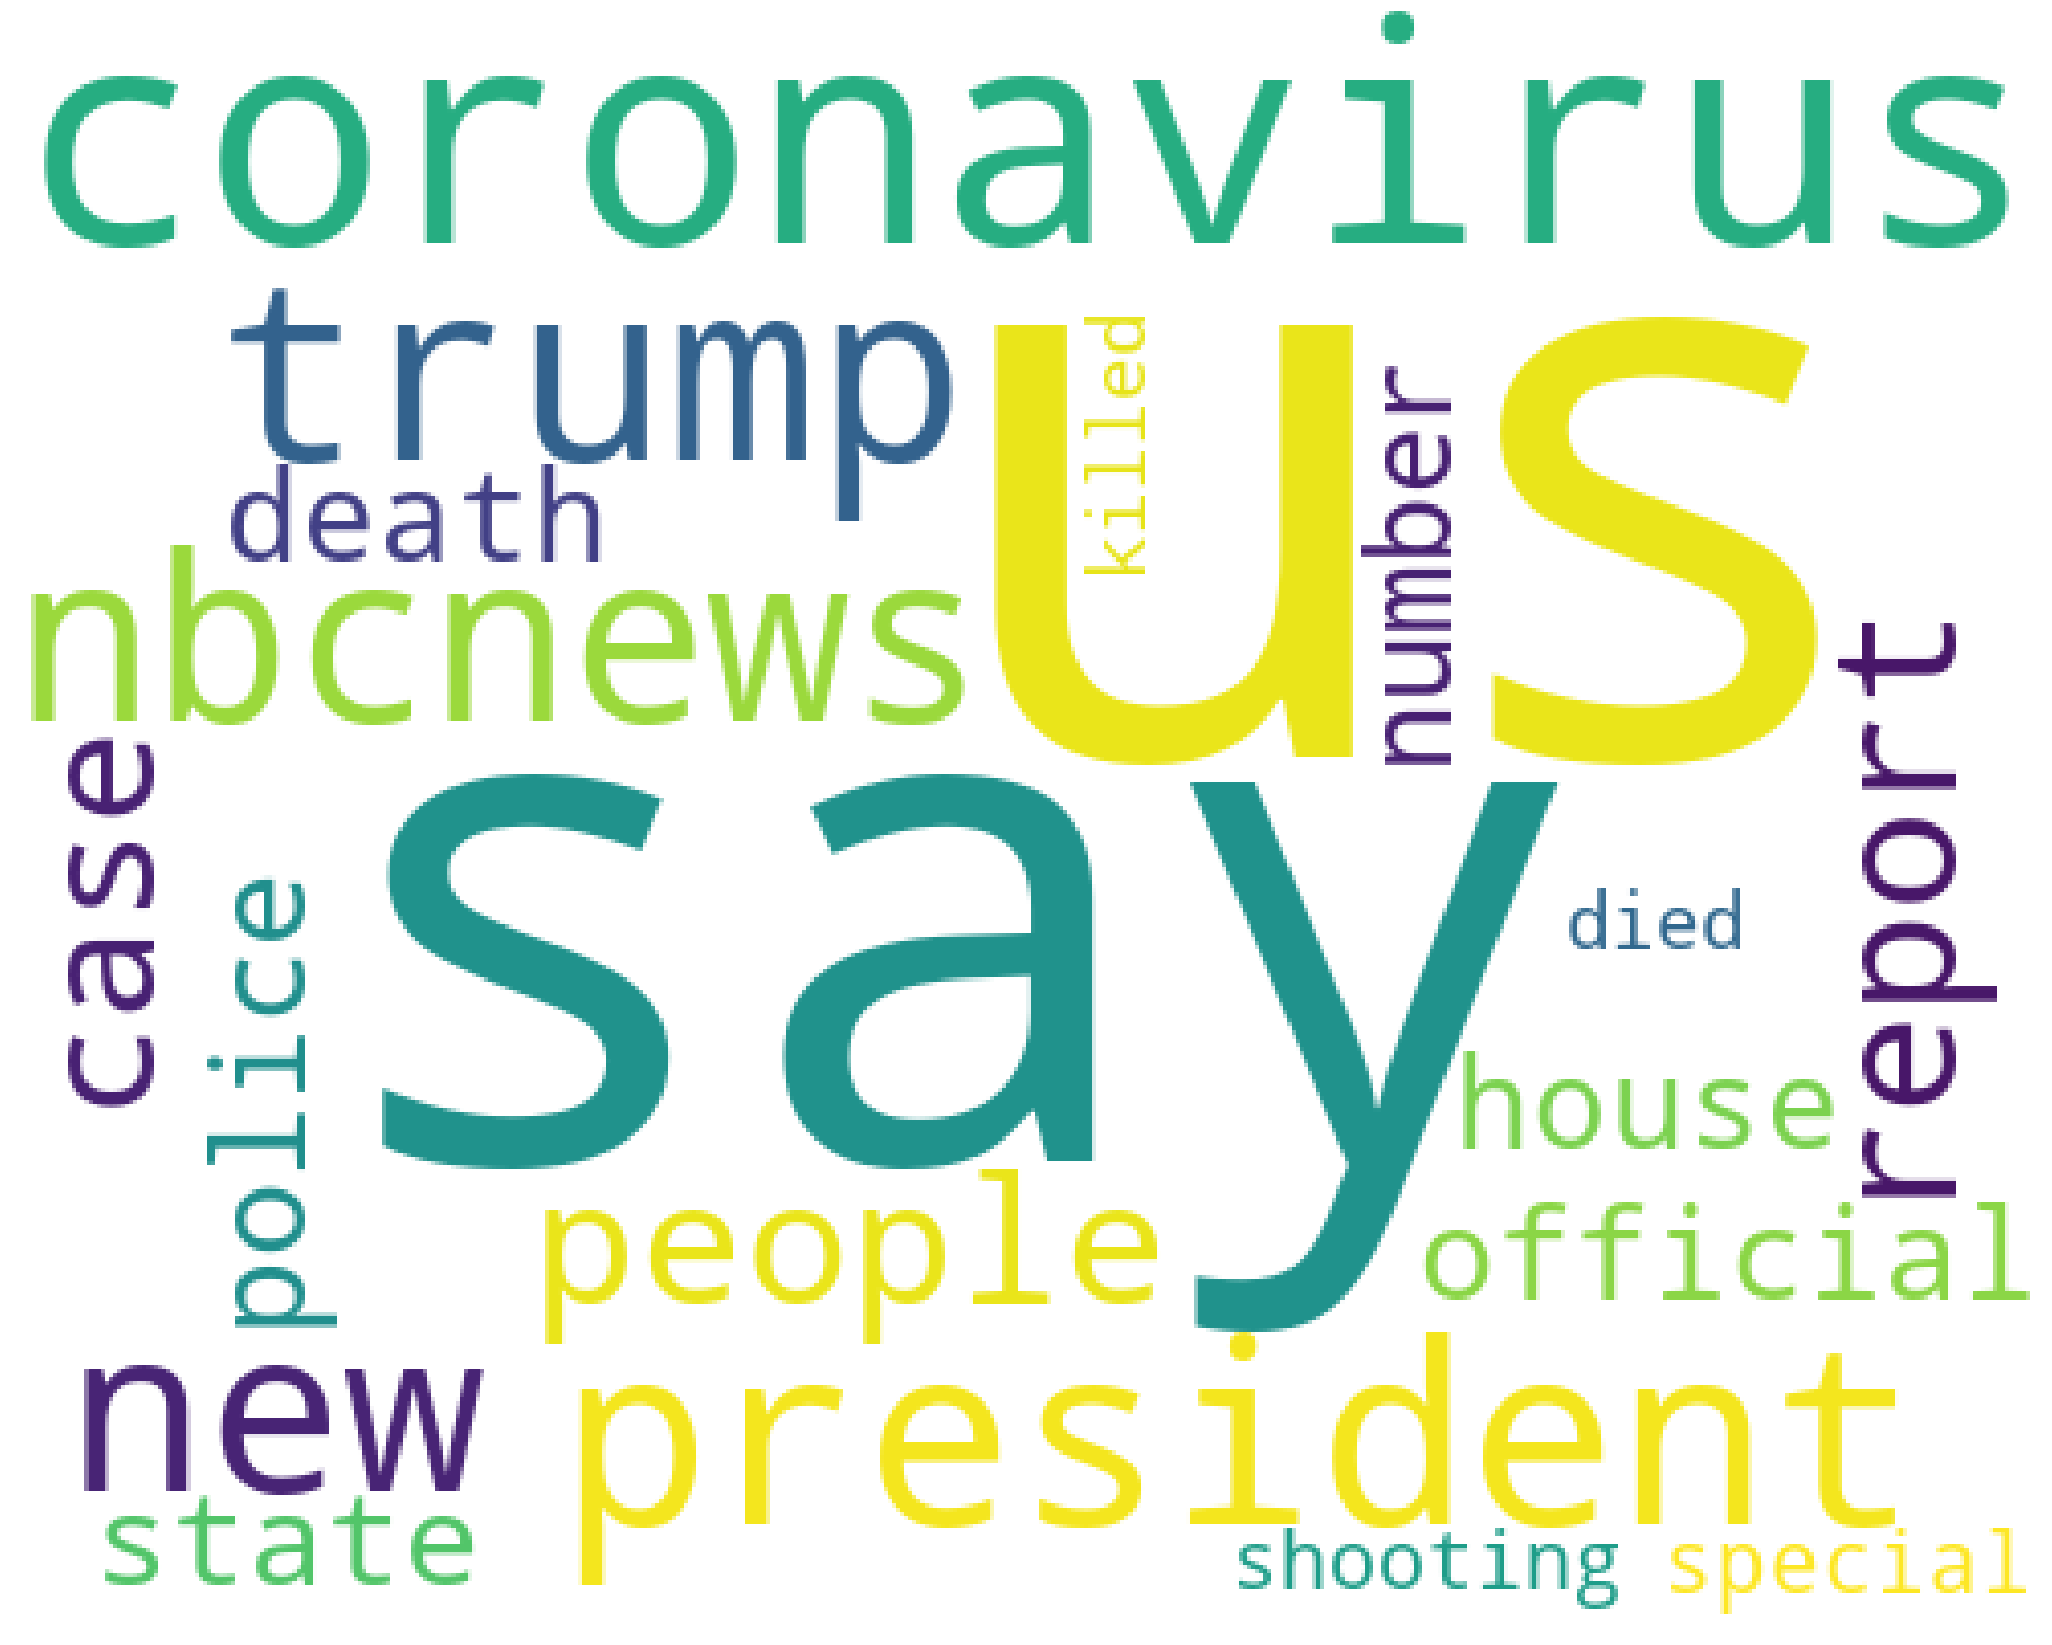 coronavirus
trump
us
killed
number
death
nbcnews
report
case
say
police
died
house
people
official
new
president
state
shooting
special